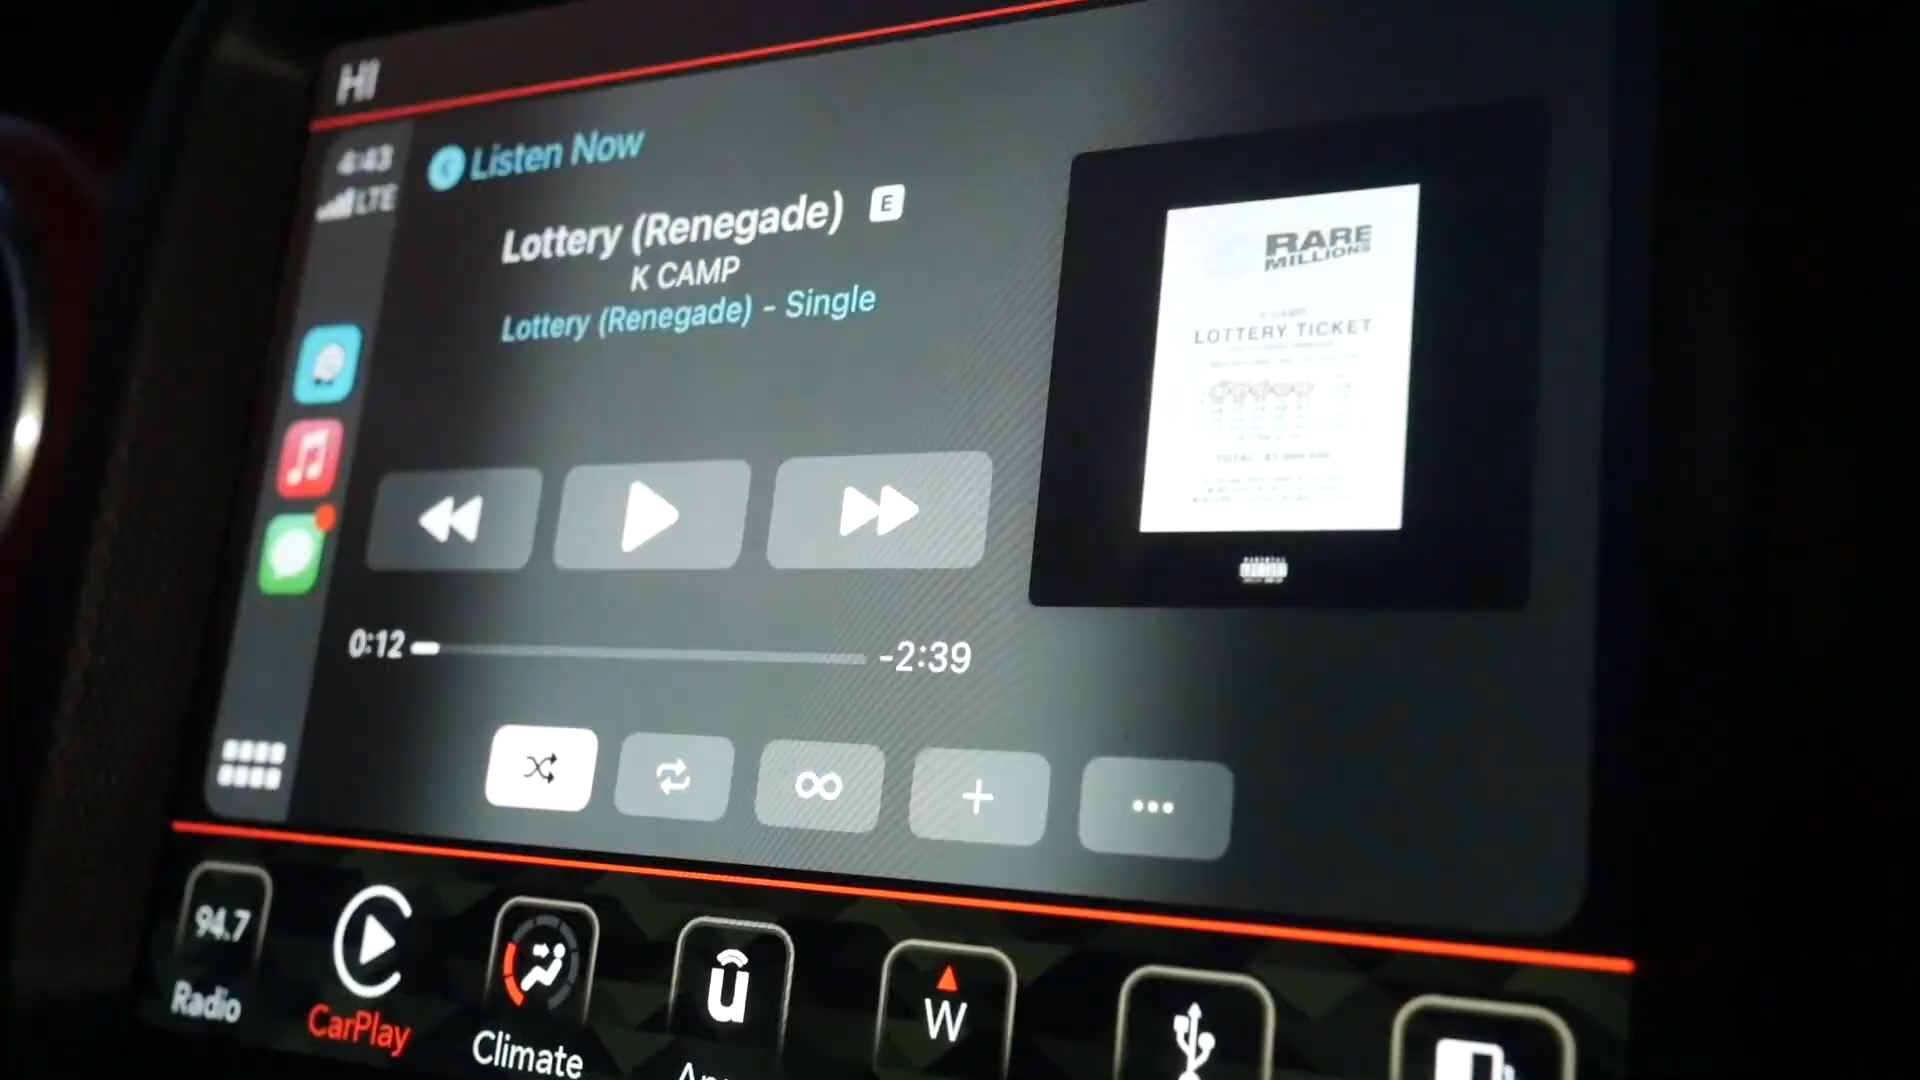 HI
4:43
LTE
Listen Now
Lottery (Renegade) E
K CAMP
Lottery (Renegade) - Single
RARE
MILLIONS
K CAMP
LOTTERY TICKET
0:12
-2:39
94.7
Radio
CarPlay
Climate
u
W